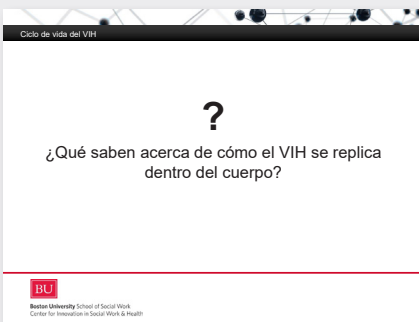 Ciclo de vida del VIH
?
¿Qué saben acerca de cómo el VIH se replica
dentro del cuerpo?
BU
Boston University School of Social Work
Center for Innovation in Social Work & Health